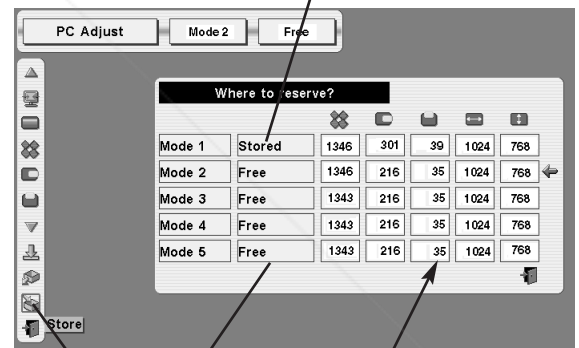 PC Adjust Mode 2 Free
Where to reserve?
Mode 1 Stored 1346 301 39 1024 768
Mode 2 Free 1346 216 35 1024 768
Mode 3 Free 1343 216 35 1024 768
Mode 4 Free 1343 216 35 1024 768
Mode 5 Free 1343 216 35 1024 768
Store